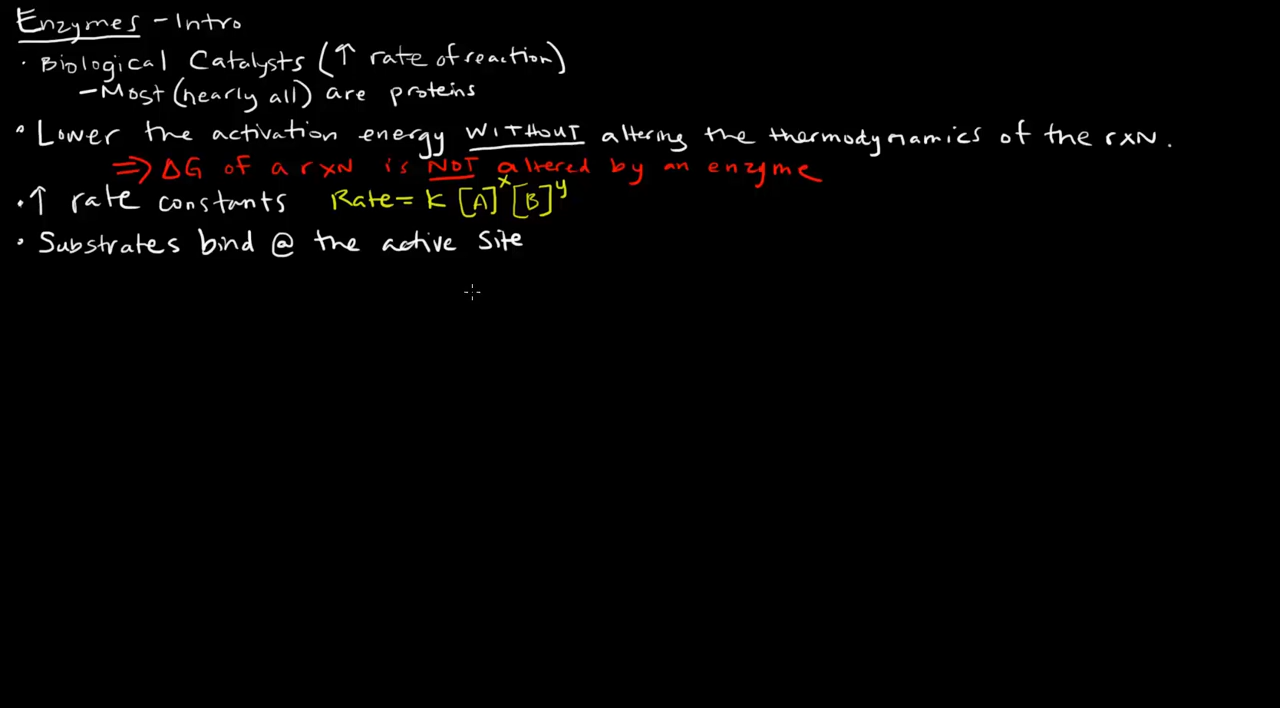 Enzymes - Intro
• Biological Catalysts (↑ rate of reaction)
- Most (nearly all) are proteins
• Lower the activation energy WITHOUT altering the thermodynamics of the rxN.
⇒ ΔG of a rxN is NOT altered by an enzyme
• ↑ rate constants Rate = K [A]^x [B]^y
• Substrates bind @ the active site